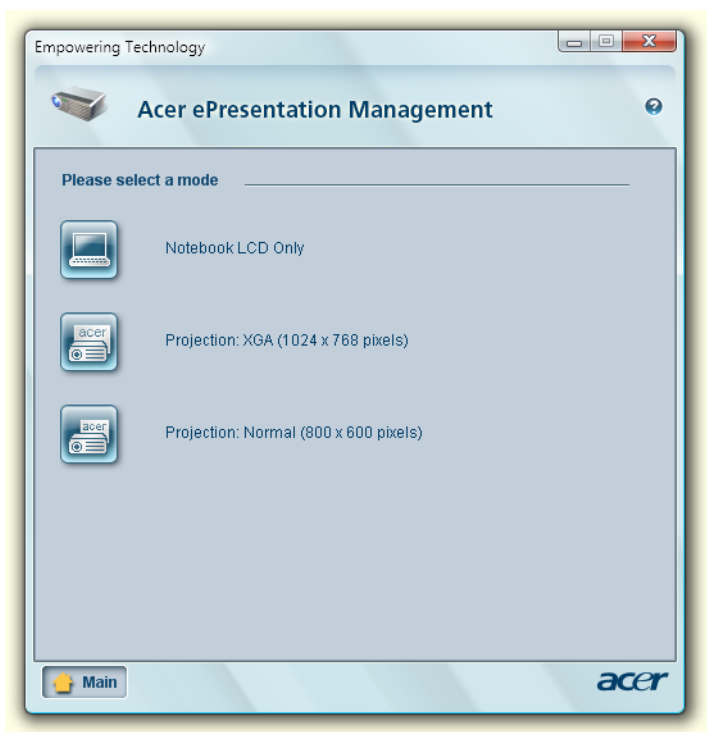 Empowering Technology
Acer ePresentation Management
Please select a mode
Notebook LCD Only
acer
Projection: XGA (1024 x 768 pixels)
acer
Projection: Normal (800 x 600 pixels)
Main
acer